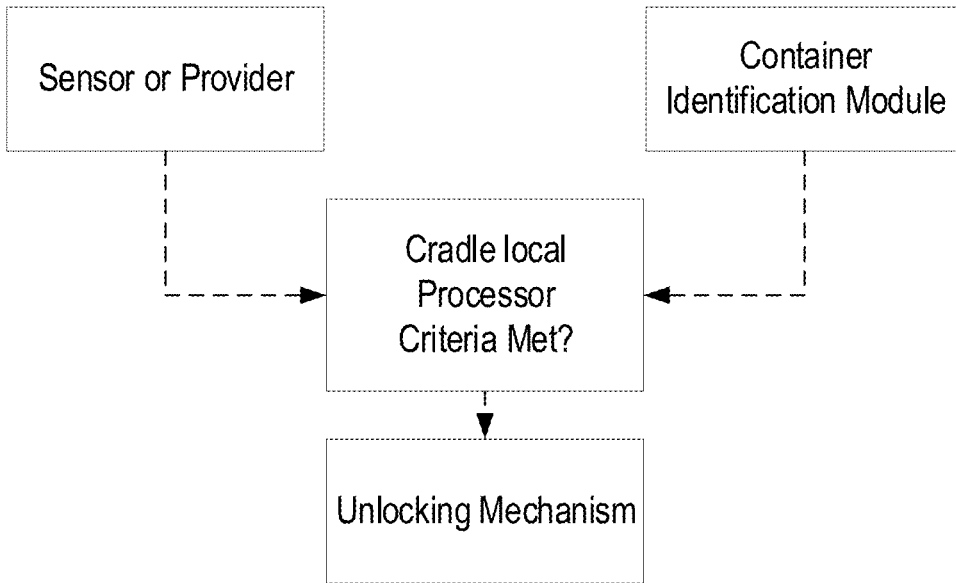 Sensor or Provider
Container
Identification Module
Cradle local
Processor
Criteria Met?
Unlocking Mechanism